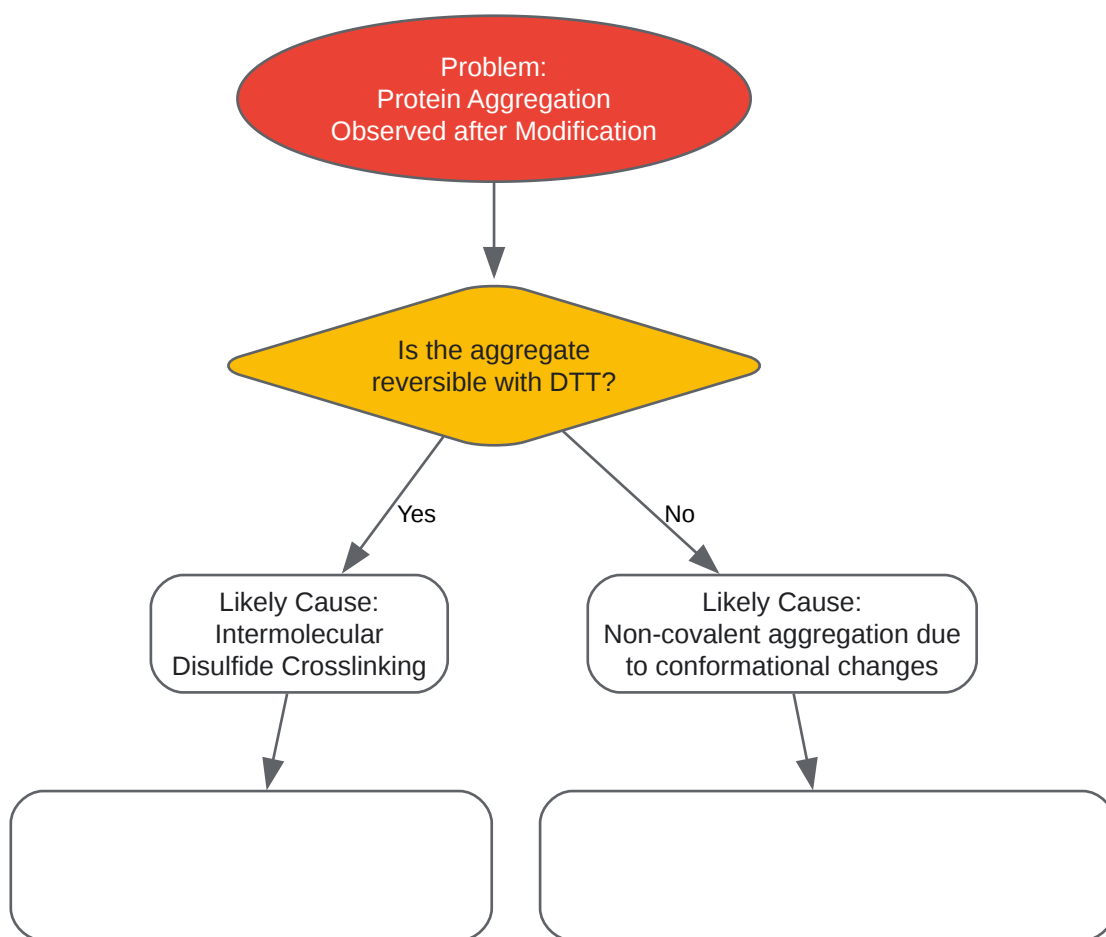 Problem:
Protein Aggregation
Observed after Modification
Is the aggregate
reversible with DTT?
Yes
No
Likely Cause:
Intermolecular
Disulfide Crosslinking
Likely Cause:
Non-covalent aggregation due
to conformational changes